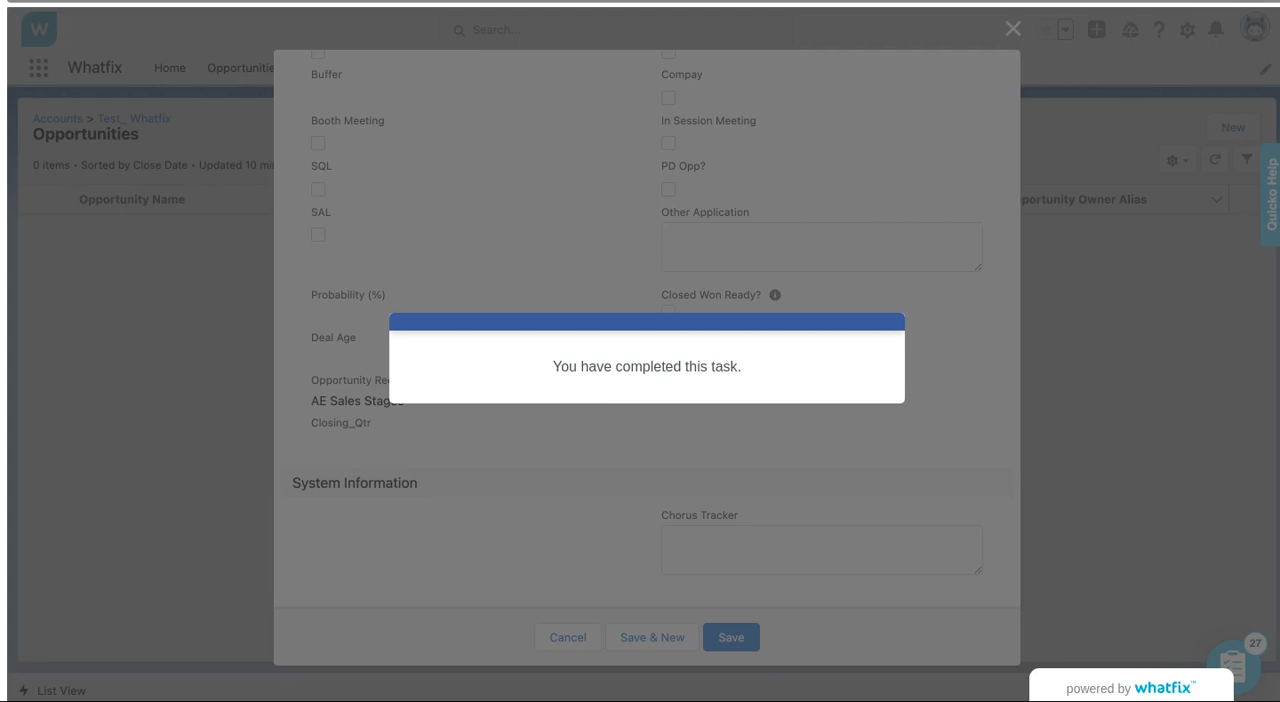 W
Search...
Whatfix
Home
Opportunitie
Accounts > Test_ Whatfix
Opportunities
New
0 items • Sorted by Close Date • Updated 10 mi
Opportunity Name
portunity Owner Alias
Quicko Help
Buffer
Compay
Booth Meeting
In Session Meeting
SQL
PD Opp?
SAL
Other Application
Probability (%)
Closed Won Ready?
Deal Age
You have completed this task.
Opportunity Re
AE Sales Stages
Closing_Qtr
System Information
Chorus Tracker
Cancel
Save & New
Save
27
List View
powered by whatfix™